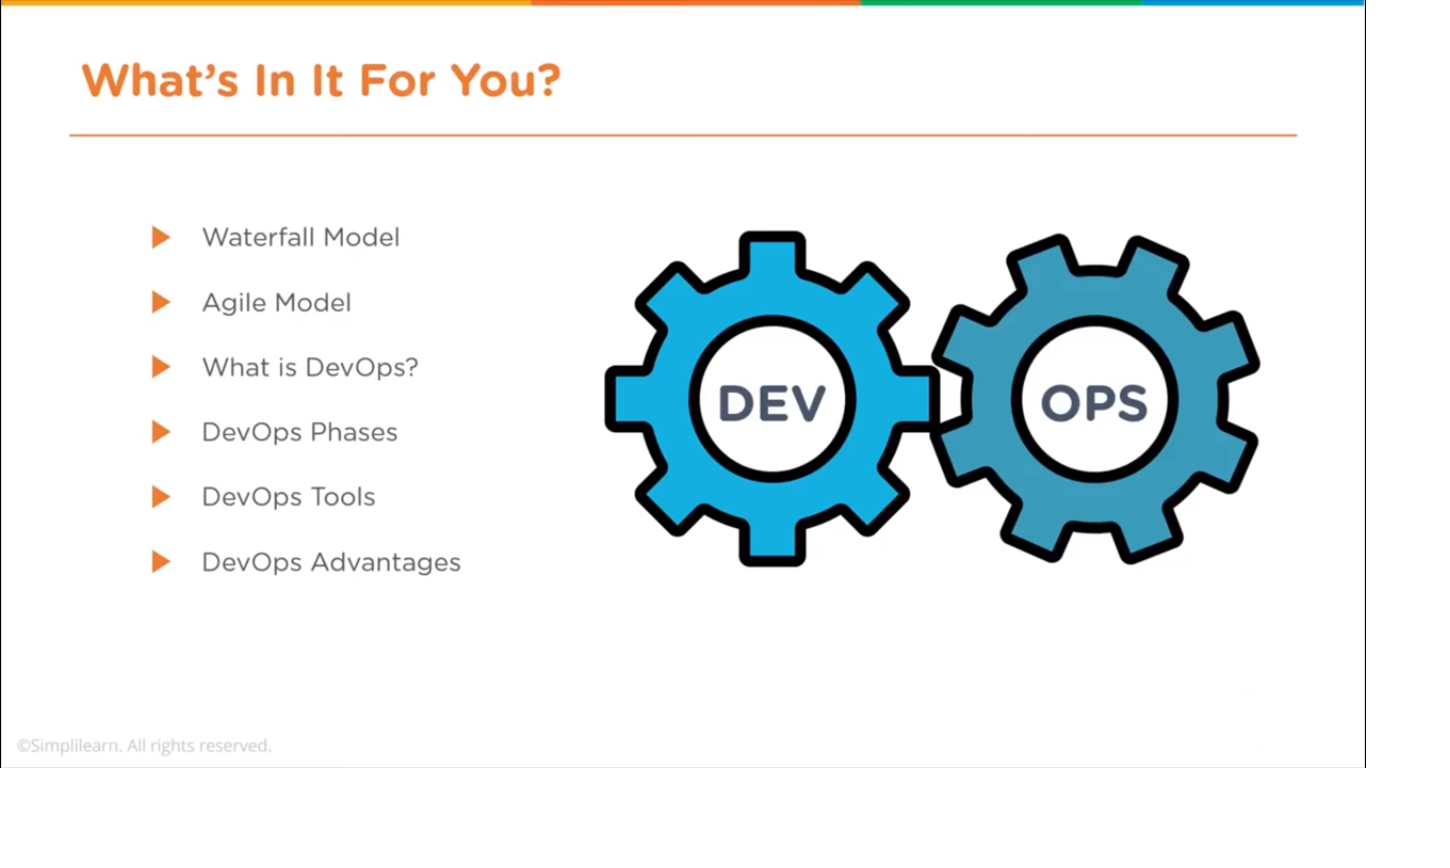 What's In It For You?
Waterfall Model
Agile Model
What is DevOps?
DevOps Phases
DevOps Tools
DevOps Advantages
DEV
OPS
©Simplilearn. All rights reserved.